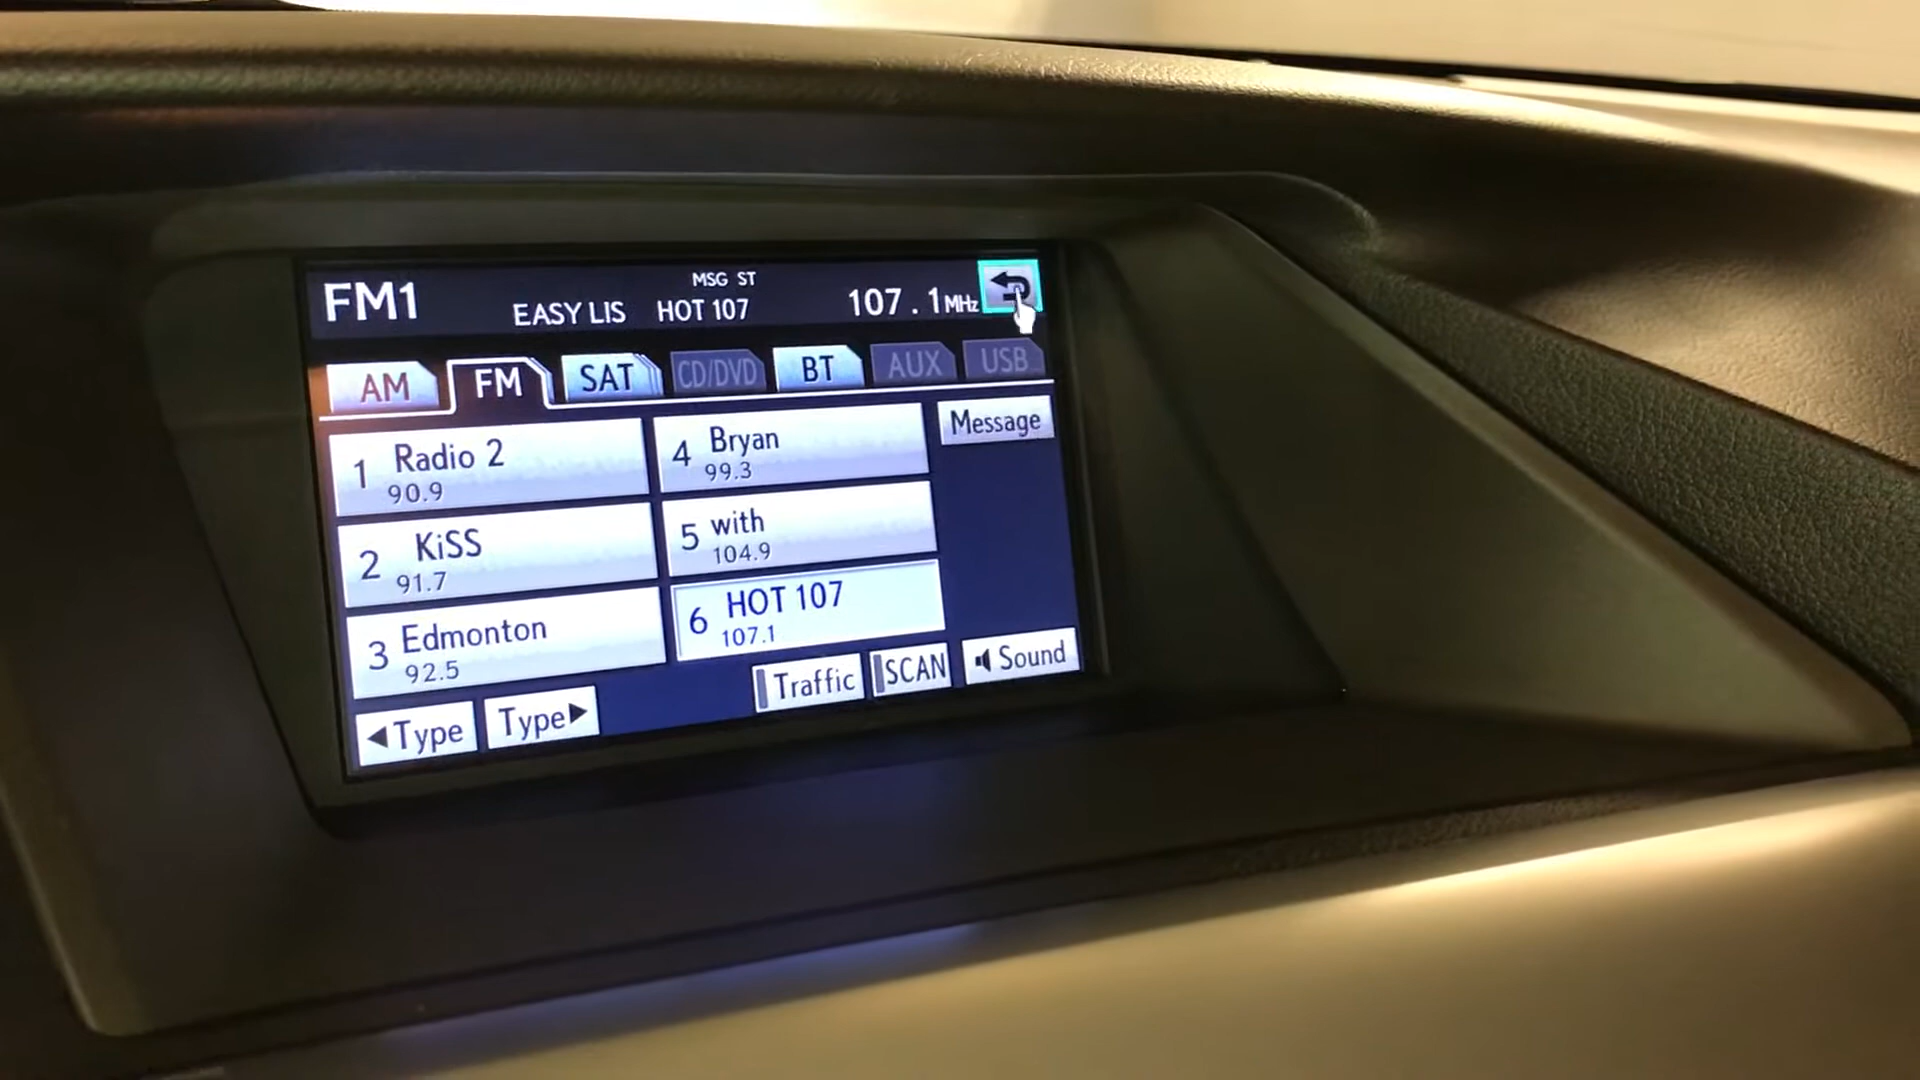 FM1
MSG ST
EASY LIS HOT 107
107.1 MHz
AM FM SAT CD/DVD BT AUX USB
1 Radio 2
90.9
2 KiSS
91.7
3 Edmonton
92.5
4 Bryan
99.3
5 with
104.9
6 HOT 107
107.1
Message
◀Type Type▶ Traffic SCAN Sound